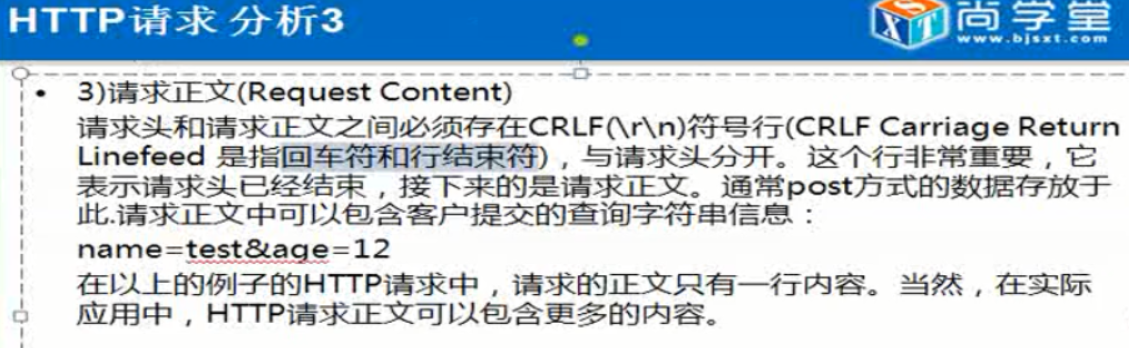 HTTP请求 分析3
尚学堂
www.bjsxt.com
• 3)请求正文(Request Content)
请求头和请求正文之间必须存在CRLF(\r\n)符号行(CRLF Carriage Return
Linefeed 是指回车符和行结束符)，与请求头分开。这个行非常重要，它
表示请求头已经结束，接下来的是请求正文。通常post方式的数据存放于
此.请求正文中可以包含客户提交的查询字符串信息：
name=test&age=12
在以上的例子的HTTP请求中，请求的正文只有一行内容。当然，在实际
应用中，HTTP请求正文可以包含更多的内容。